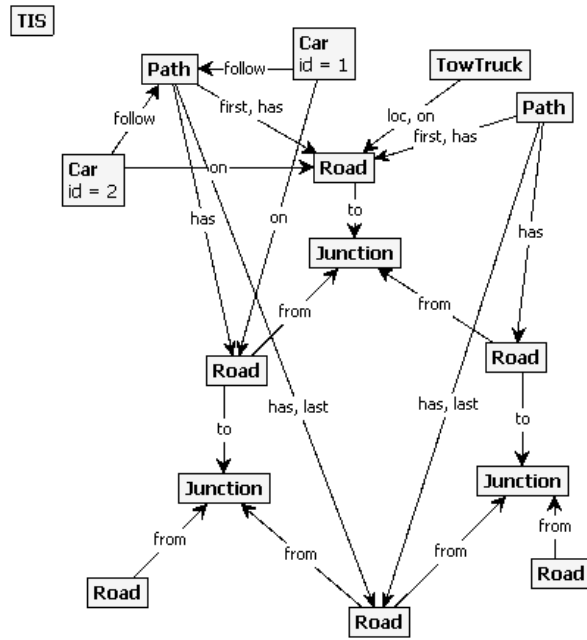 TIS
Car
id = 1
Path
follow
TowTruck
follow
first, has
loc, on
Path
first, has
Car
id = 2
on
Road
has
on
to
has
Junction
from
from
Road
Road
has, last
has, last
to
to
Junction
Junction
from
from
from
from
Road
Road
Road